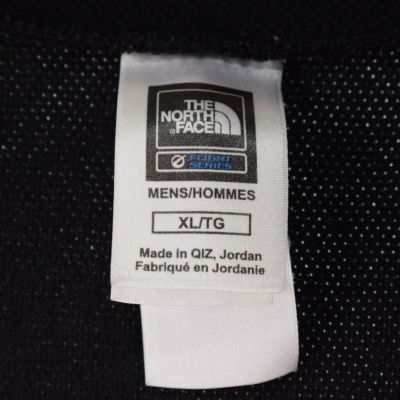 THE
NORTH
FACE
FLIGHT
SERIES
MENS/HOMMES
XL/TG
Made in QIZ, Jordan
Fabriqué en Jordanie